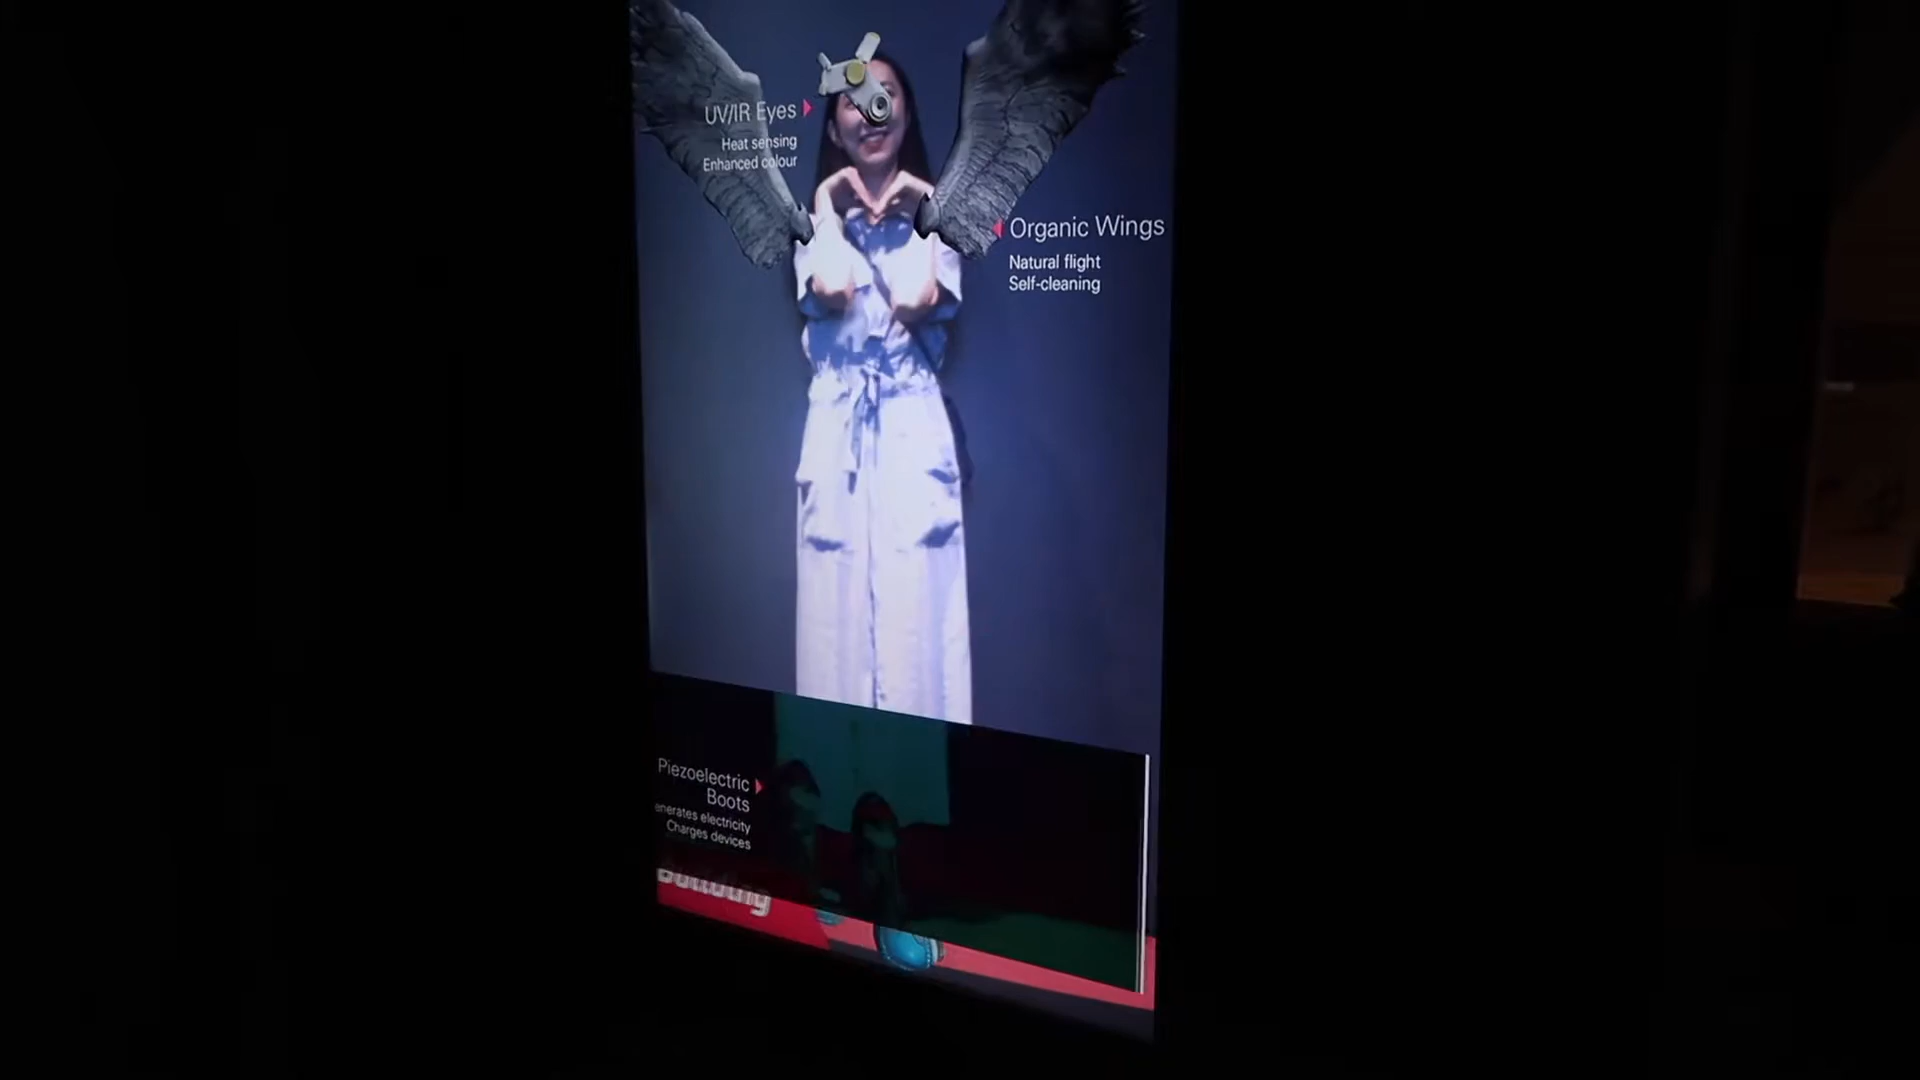 UV/IR Eyes
Heat sensing
Enhanced colour
Organic Wings
Natural flight
Self-cleaning
Piezoelectric
Boots
enerates electricity
Charges devices
Building